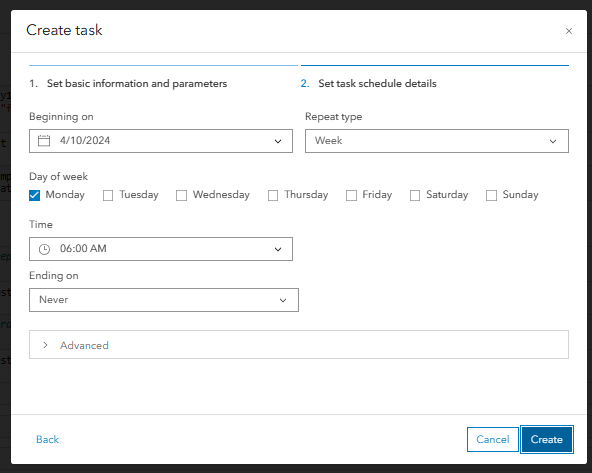 Create task
1. Set basic information and parameters
2. Set task schedule details
Beginning on
Repeat type
4/10/2024
Week
Day of week
Monday Tuesday Wednesday Thursday Friday Saturday Sunday
Time
06:00 AM
Ending on
Never
Advanced
Back
Cancel
Create